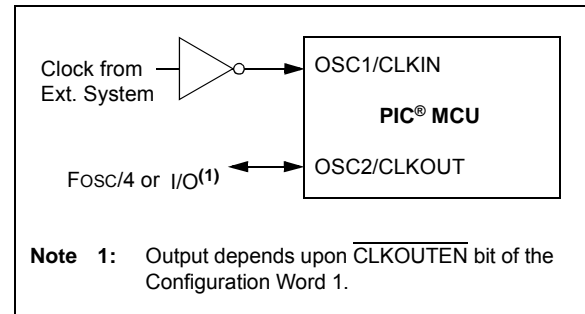 Clock from
Ext. System
OSC1/CLKIN
PIC® MCU
FOSC/4 or I/O(1)
OSC2/CLKOUT
Note 1: Output depends upon CLKOUTEN bit of the
Configuration Word 1.